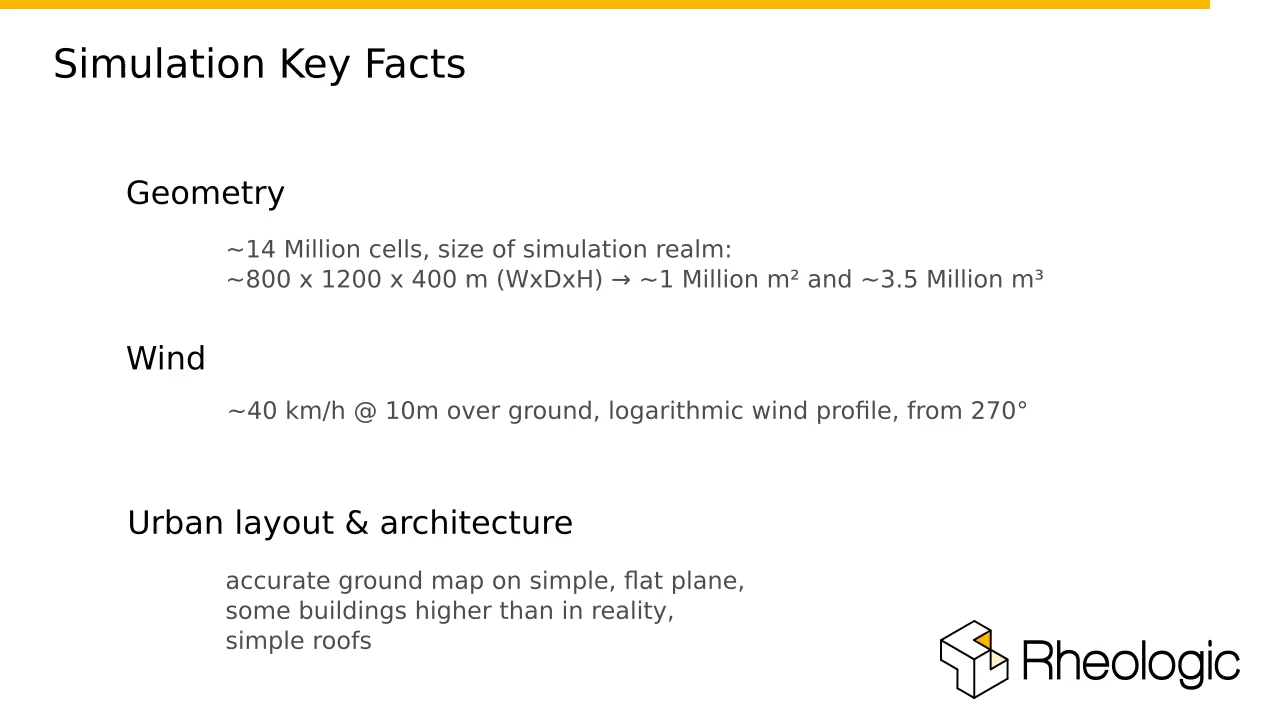 Simulation Key Facts
Geometry
~14 Million cells, size of simulation realm:
~800 x 1200 x 400 m (WxDxH) → ~1 Million m² and ~3.5 Million m³
Wind
~40 km/h @ 10m over ground, logarithmic wind profile, from 270°
Urban layout & architecture
accurate ground map on simple, flat plane,
some buildings higher than in reality,
simple roofs
Rheologic